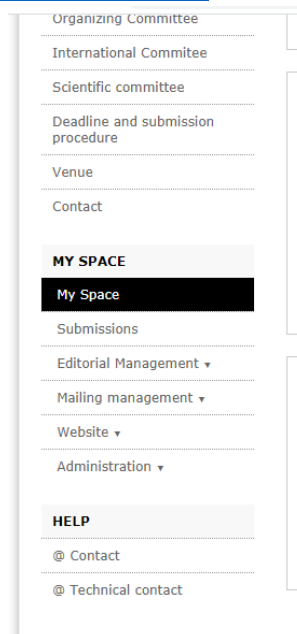 Organizing Committee
International Commitee
Scientific committee
Deadline and submission
procedure
Venue
Contact
MY SPACE
My Space
Submissions
Editorial Management ▾
Mailing management ▾
Website ▾
Administration ▾
HELP
@ Contact
@ Technical contact